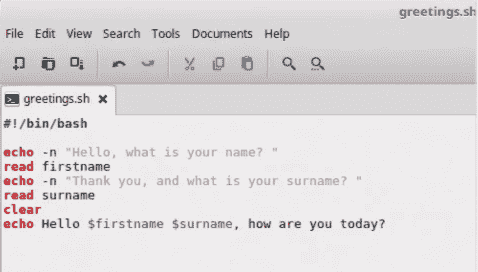 greetings.sh
File Edit View Search Tools Documents Help
greetings.sh
#!/bin/bash
echo -n "Hello, what is your name? "
read firstname
echo -n "Thank you, and what is your surname? "
read surname
clear
echo Hello $firstname $surname, how are you today?